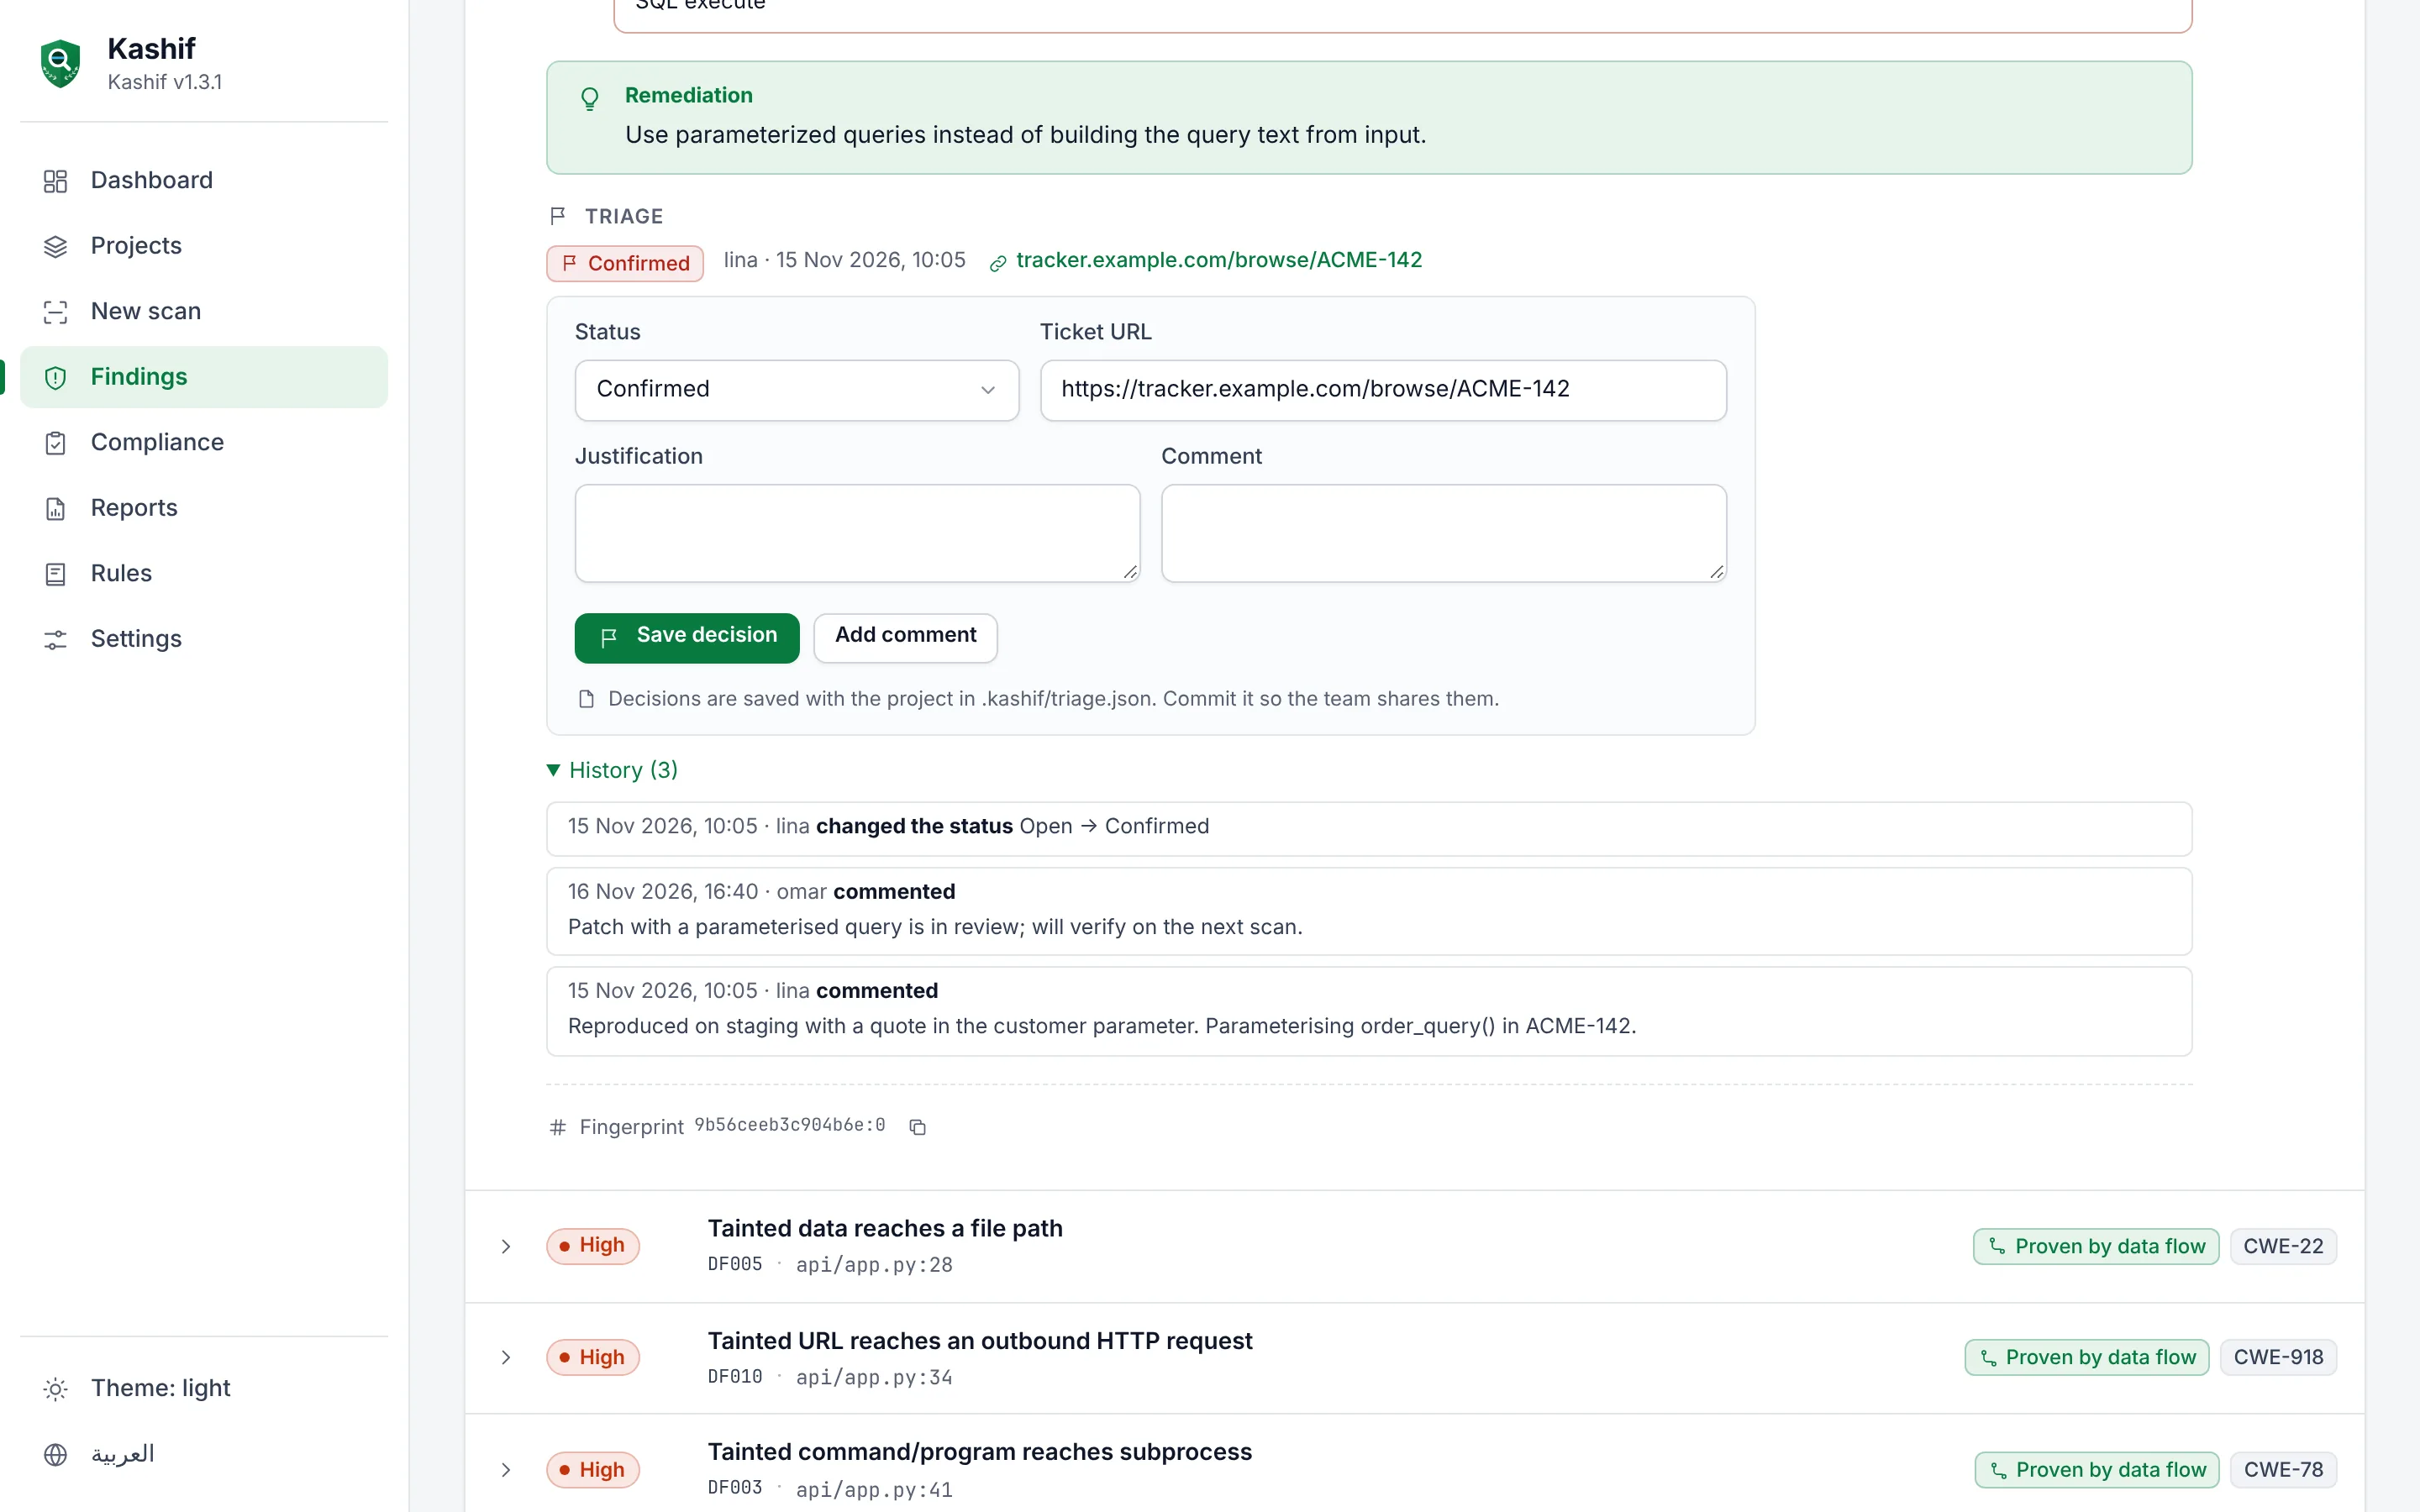 Kashif
Kashif v1.3.1
Dashboard
Projects
New scan
Findings
Compliance
Reports
Rules
Settings
Theme: light
العربية
SQL execute
Remediation
Use parameterized queries instead of building the query text from input.
TRIAGE
Confirmed lina · 15 Nov 2026, 10:05 tracker.example.com/browse/ACME-142
Status Ticket URL
Confirmed https://tracker.example.com/browse/ACME-142
Justification Comment
Save decision Add comment
Decisions are saved with the project in .kashif/triage.json. Commit it so the team shares them.
▼ History (3)
15 Nov 2026, 10:05 · lina changed the status Open → Confirmed
16 Nov 2026, 16:40 · omar commented
Patch with a parameterised query is in review; will verify on the next scan.
15 Nov 2026, 10:05 · lina commented
Reproduced on staging with a quote in the customer parameter. Parameterising order_query() in ACME-142.
# Fingerprint 9b56ceeb3c904b6e:0
High Tainted data reaches a file path Proven by data flow CWE-22
DF005 · api/app.py:28
High Tainted URL reaches an outbound HTTP request Proven by data flow CWE-918
DF010 · api/app.py:34
High Tainted command/program reaches subprocess Proven by data flow CWE-78
DF003 · api/app.py:41